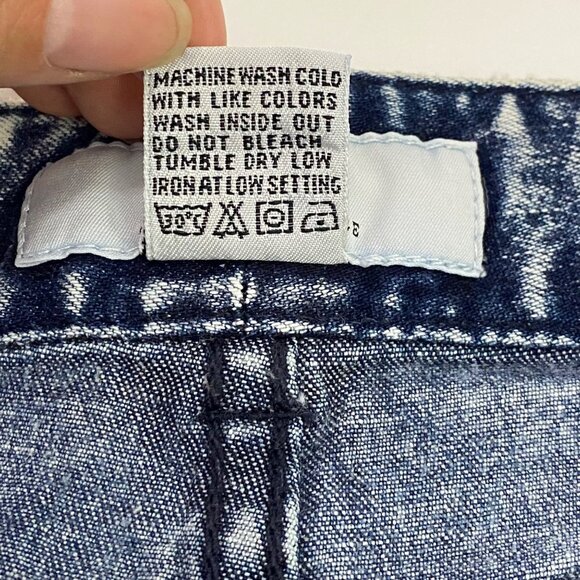 MACHINE WASH COLD
WITH LIKE COLORS
WASH INSIDE OUT
DO NOT BLEACH
TUMBLE DRY LOW
IRON AT LOW SETTING
30°C